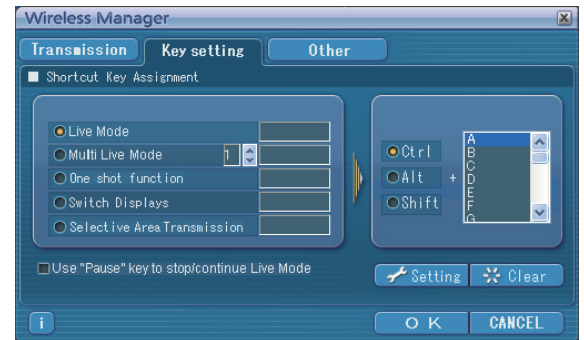 Wireless Manager
Transmission Key setting Other
Shortcut Key Assignment
Live Mode
Multi Live Mode 1
One shot function
Switch Displays
Selective Area Transmission
Ctrl
Alt +
Shift
A
B
C
D
E
F
G
Use "Pause" key to stop/continue Live Mode
Setting Clear
i OK CANCEL